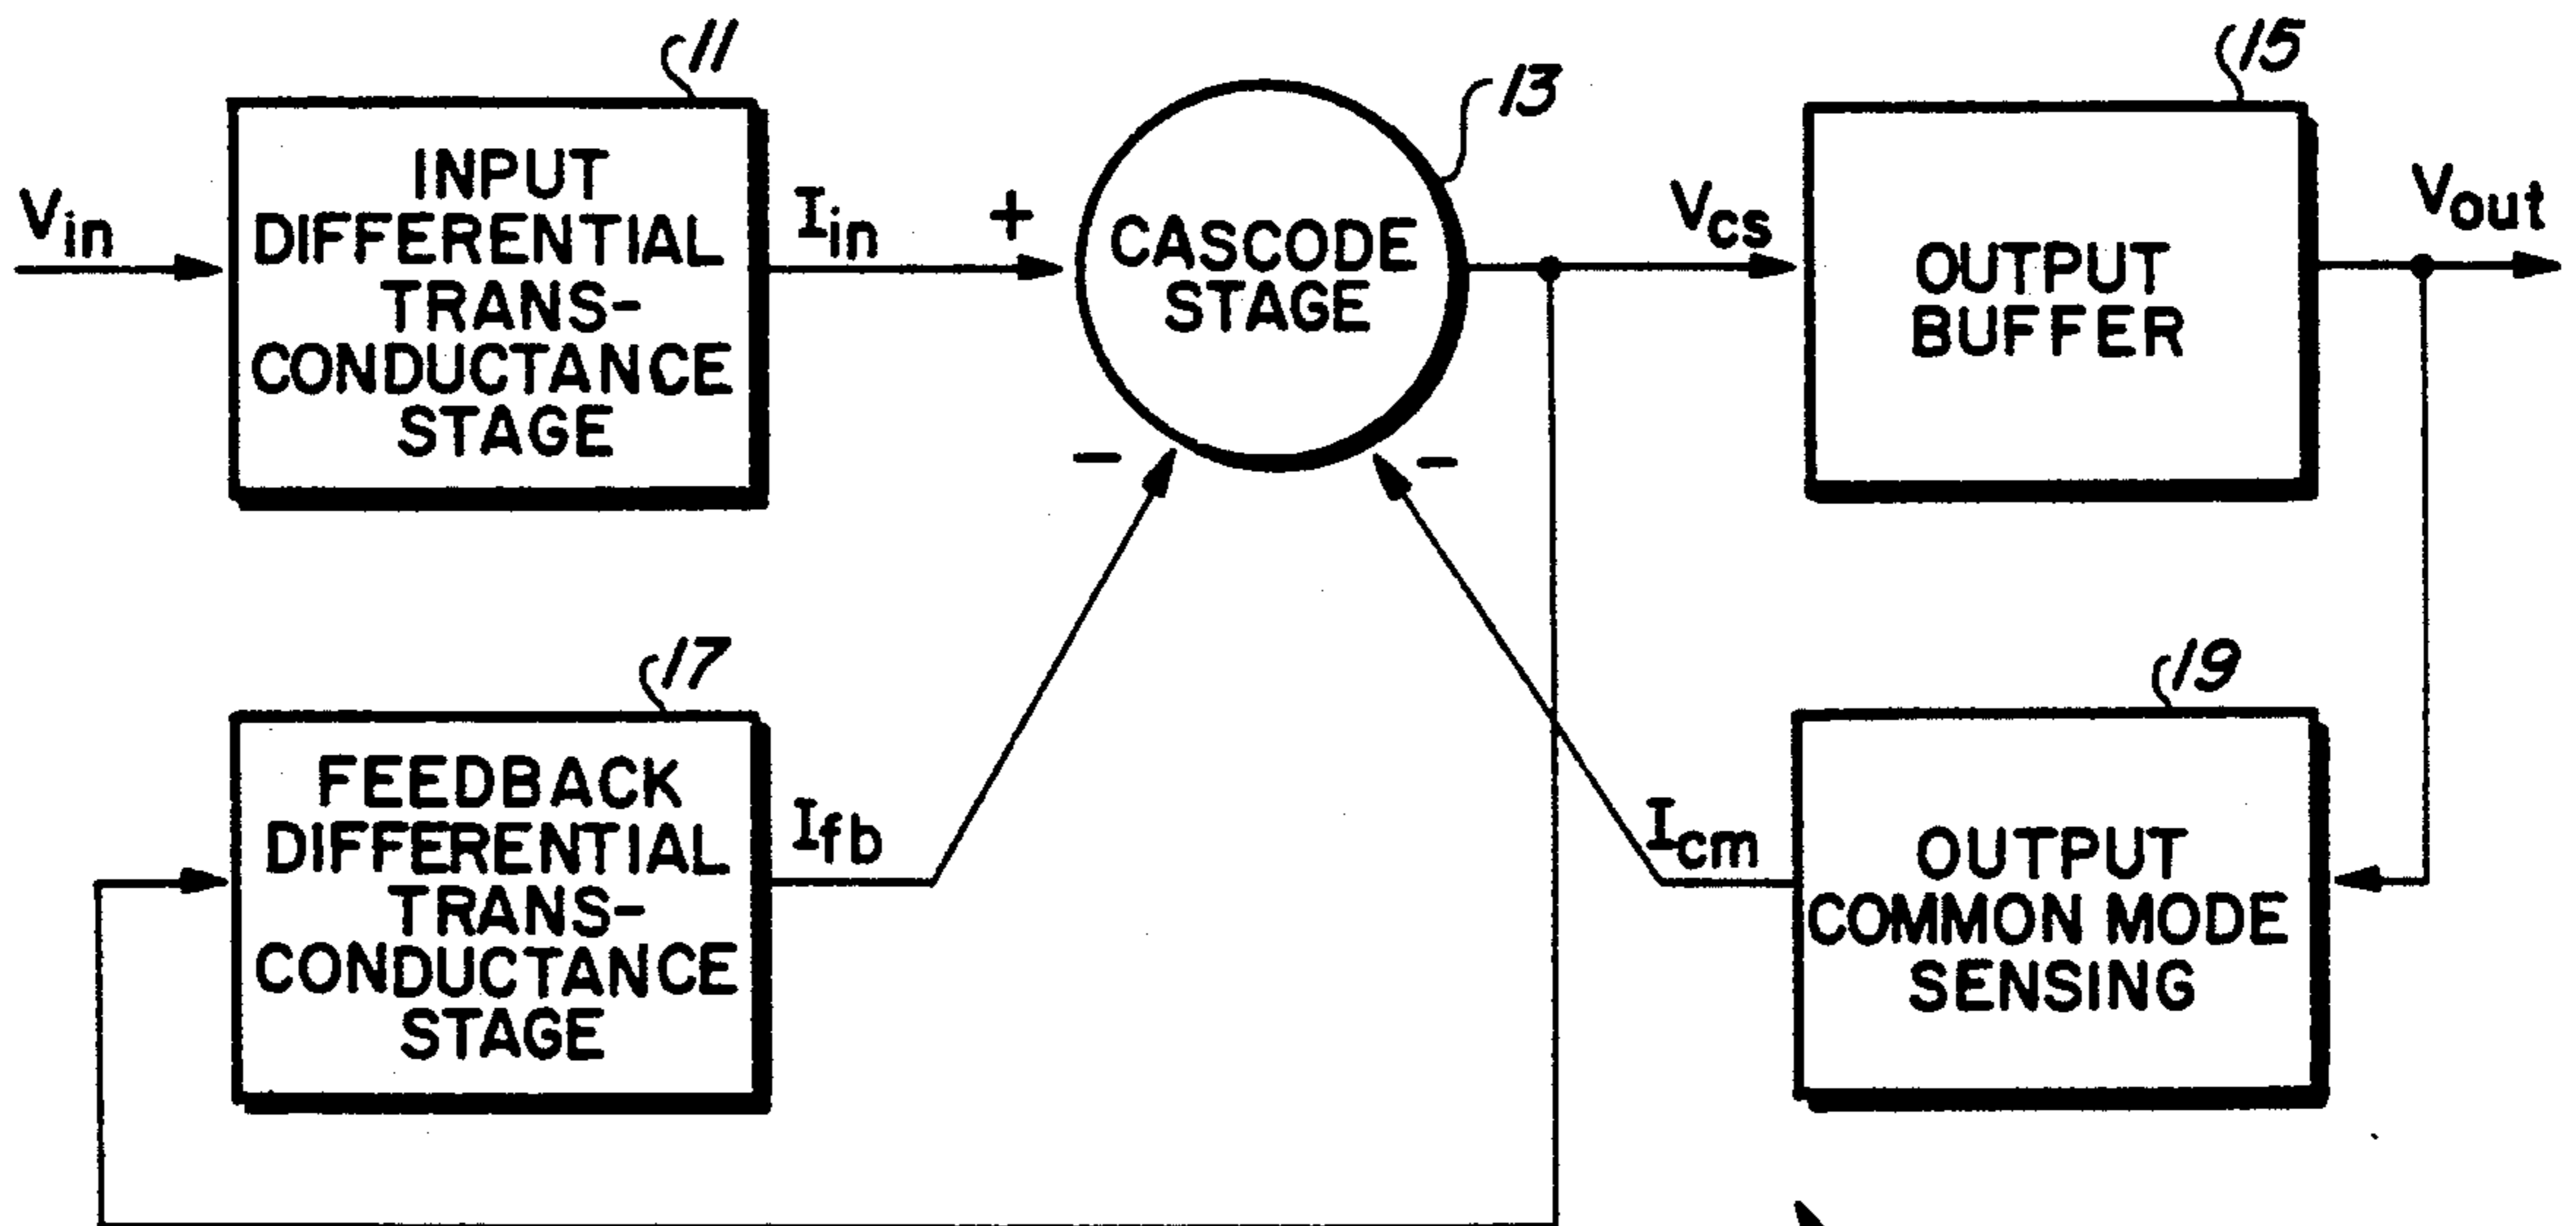 11
INPUT
DIFFERENTIAL
TRANS-
CONDUCTANCE
STAGE
Vin
Iin
+
13
CASCODE
STAGE
-
-
Vcs
15
OUTPUT
BUFFER
Vout
17
FEEDBACK
DIFFERENTIAL
TRANS-
CONDUCTANCE
STAGE
Ifb
Icm
19
OUTPUT
COMMON MODE
SENSING